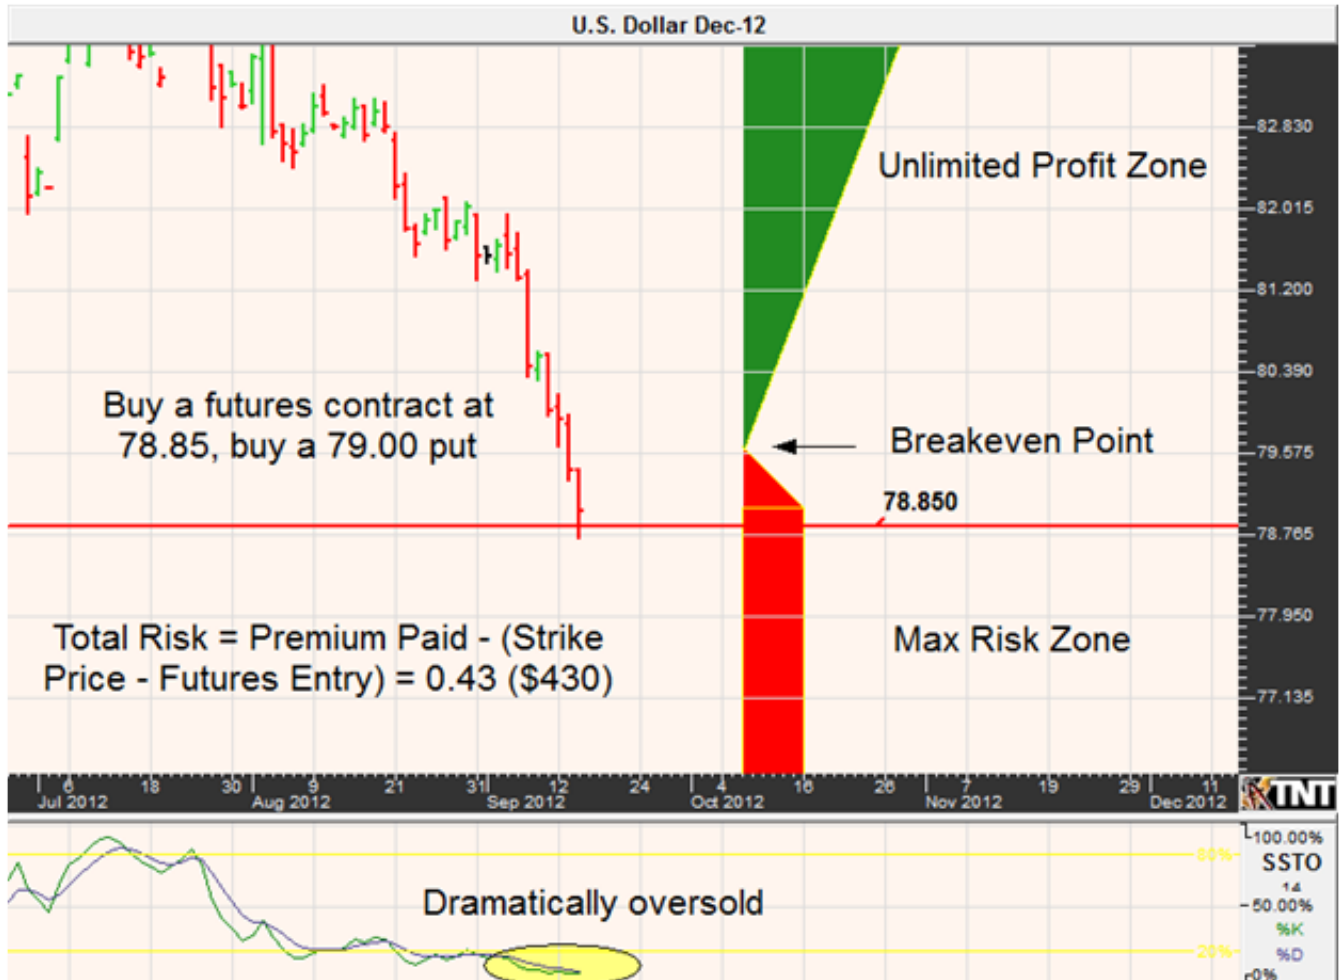 U.S. Dollar Dec-12
82.830
Unlimited Profit Zone
82.015
81.200
80.390
Buy a futures contract at
78.85, buy a 79.00 put
Breakeven Point
79.575
78.850
78.765
77.950
Total Risk = Premium Paid - (Strike
Price - Futures Entry) = 0.43 ($430)
Max Risk Zone
77.135
6 18 30 9 21 31 12 24 4 16 26 7 19 29 11
Jul 2012 Aug 2012 Sep 2012 Oct 2012 Nov 2012 Dec 2012
TNT
100.00%
80%
SSTO
14
Dramatically oversold
50.00%
%K
20%
%D
0%